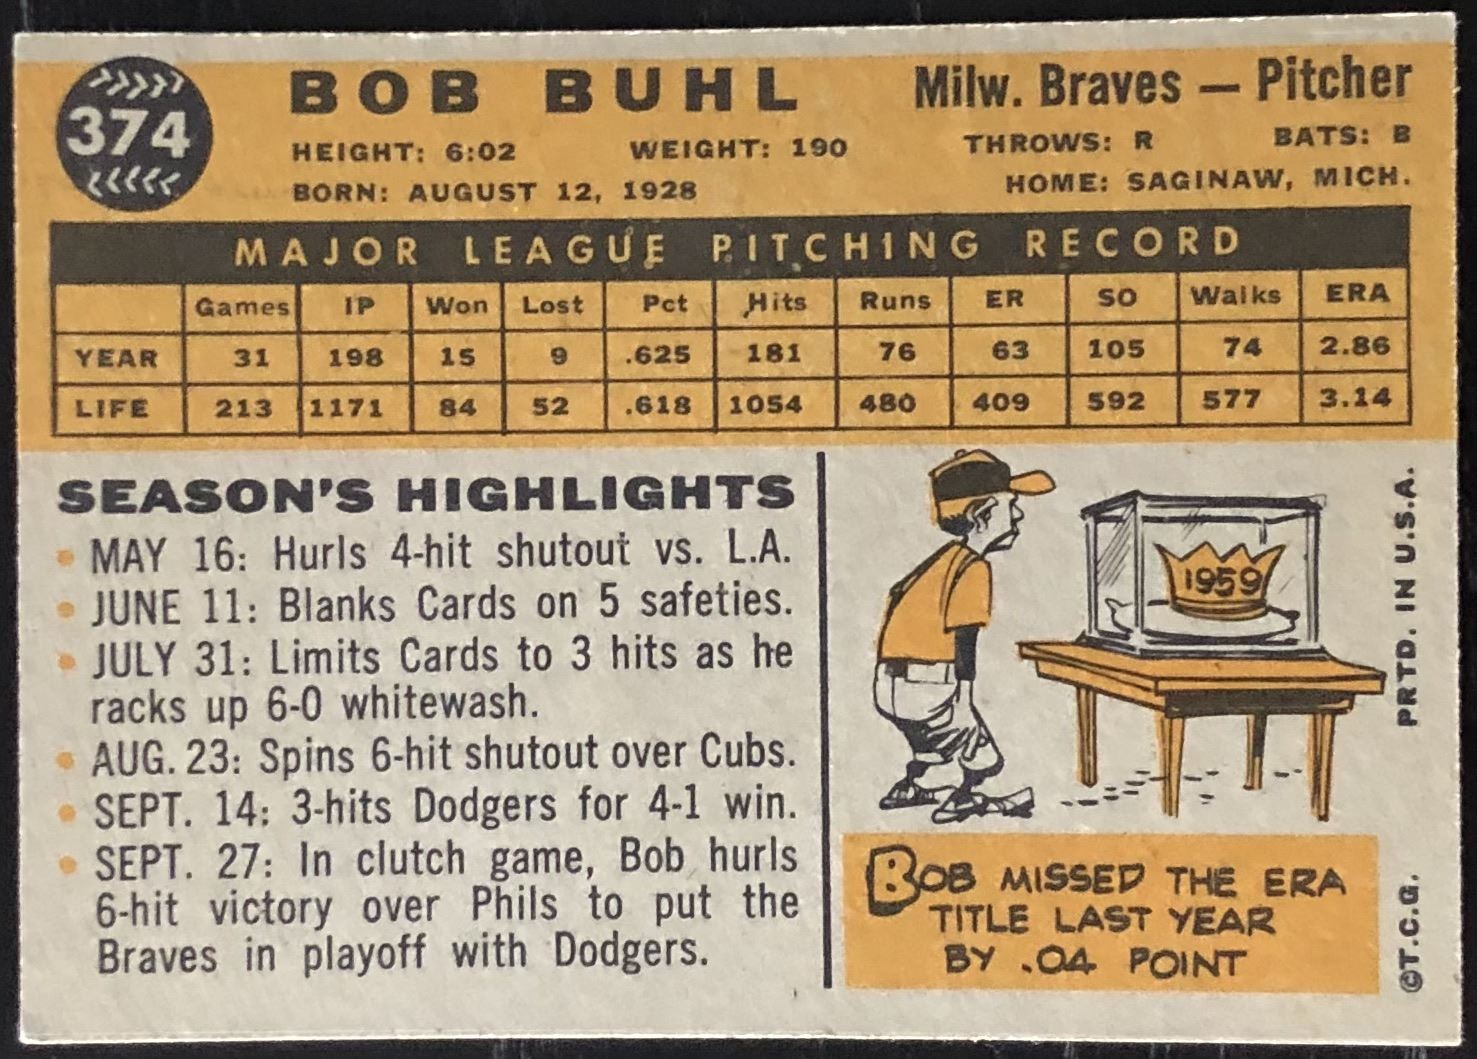 374
BOB BUHL
Milw. Braves — Pitcher
HEIGHT: 6:02 WEIGHT: 190 THROWS: R BATS: B
BORN: AUGUST 12, 1928 HOME: SAGINAW, MICH.
MAJOR LEAGUE PITCHING RECORD
Games IP Won Lost Pct Hits Runs ER SO Walks ERA
YEAR 31 198 15 9 .625 181 76 63 105 74 2.86
LIFE 213 1171 84 52 .618 1054 480 409 592 577 3.14
SEASON'S HIGHLIGHTS
• MAY 16: Hurls 4-hit shutout vs. L.A.
• JUNE 11: Blanks Cards on 5 safeties.
• JULY 31: Limits Cards to 3 hits as he
racks up 6-0 whitewash.
• AUG. 23: Spins 6-hit shutout over Cubs.
• SEPT. 14: 3-hits Dodgers for 4-1 win.
• SEPT. 27: In clutch game, Bob hurls
6-hit victory over Phils to put the
Braves in playoff with Dodgers.
1959
BOB MISSED THE ERA
TITLE LAST YEAR
BY .04 POINT
©T.C.G. PRTD. IN U.S.A.